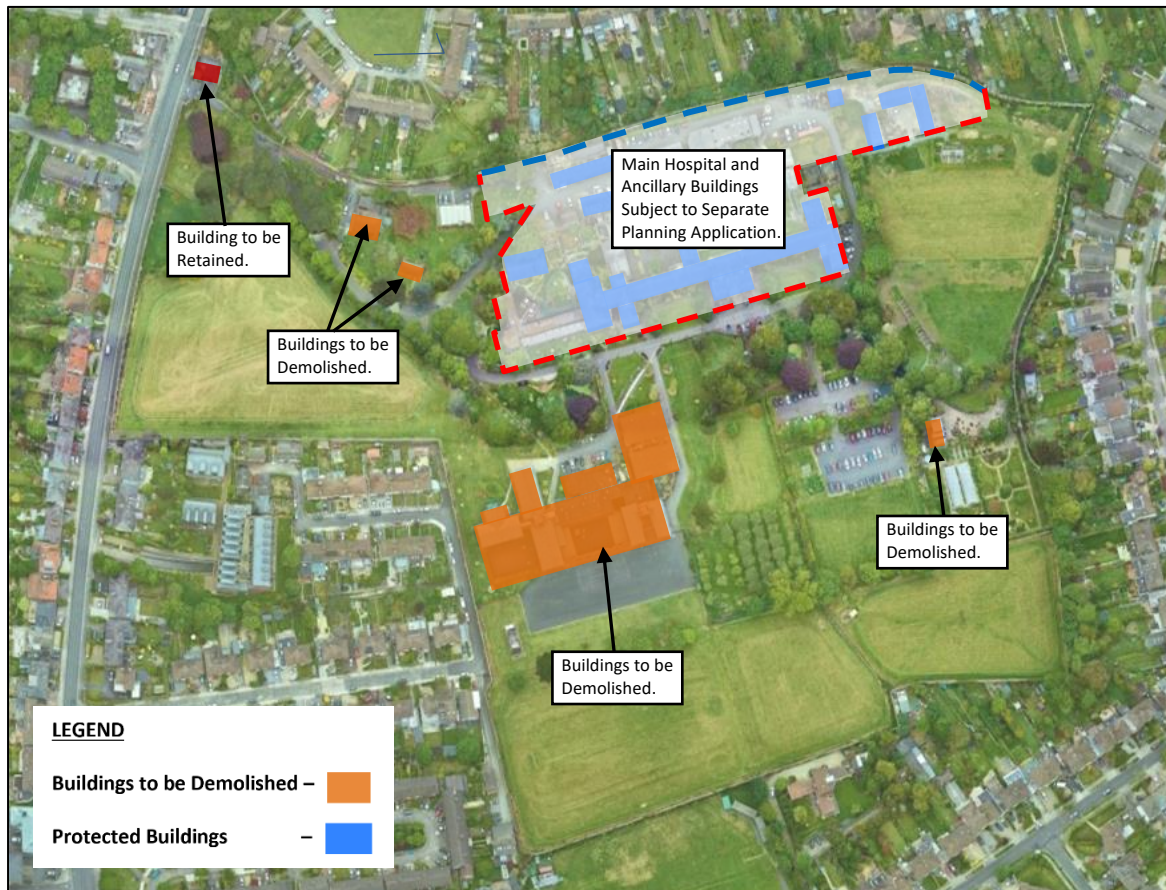 Main Hospital and
Ancillary Buildings
Subject to Separate
Planning Application.
Building to be
Retained.
Buildings to be
Demolished.
Buildings to be
Demolished.
Buildings to be
Demolished.
LEGEND
Buildings to be Demolished –
Protected Buildings –